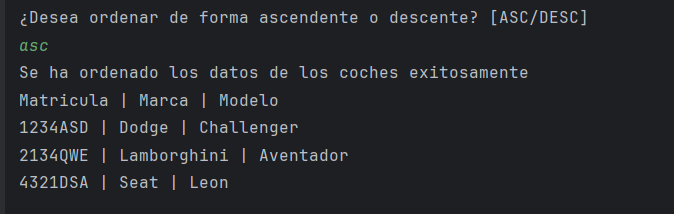 ¿Desea ordenar de forma ascendente o descente? [ASC/DESC]
asc
Se ha ordenado los datos de los coches exitosamente
Matricula | Marca | Modelo
1234ASD | Dodge | Challenger
2134QWE | Lamborghini | Aventador
4321DSA | Seat | Leon